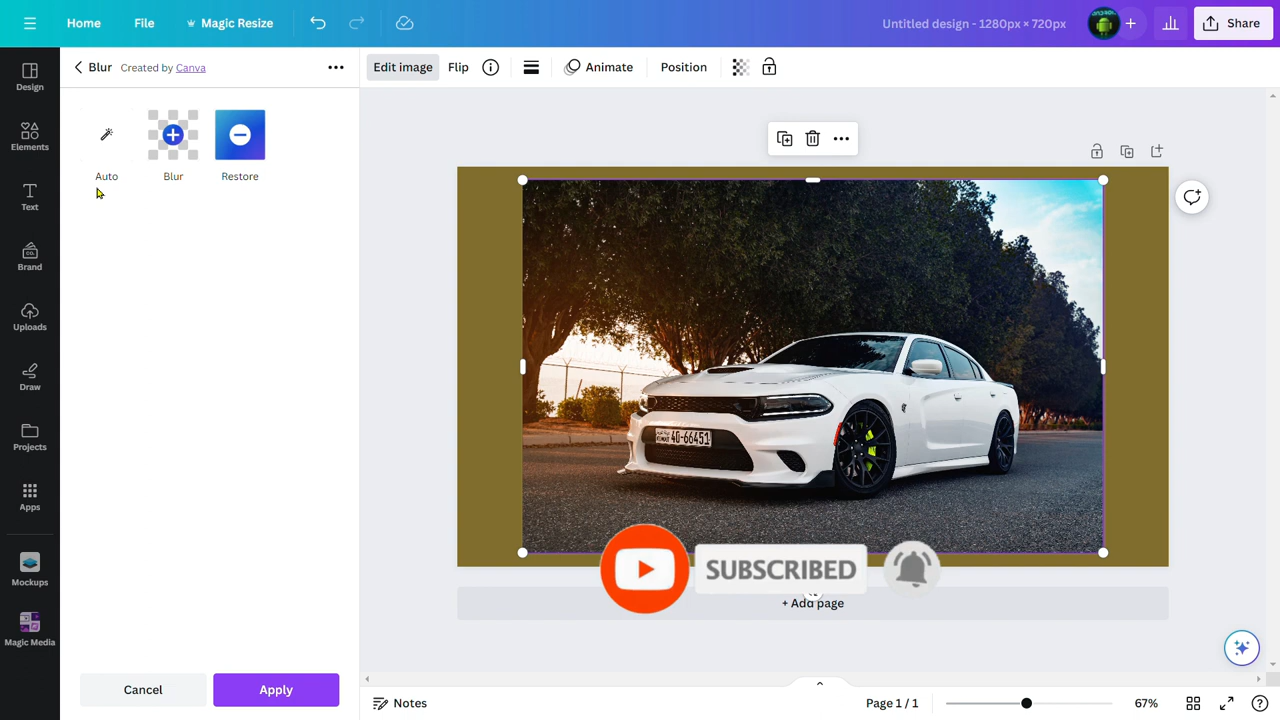 Home File Magic Resize Untitled design - 1280px × 720px Share
Blur Created by Canva Edit image Flip Animate Position
Design
Elements
Text
Brand
Uploads
Draw
Projects
Apps
Mockups
Magic Media
Auto Blur Restore
40-66451
SUBSCRIBED
+ Add page
Cancel Apply
Notes Page 1 / 1 67%